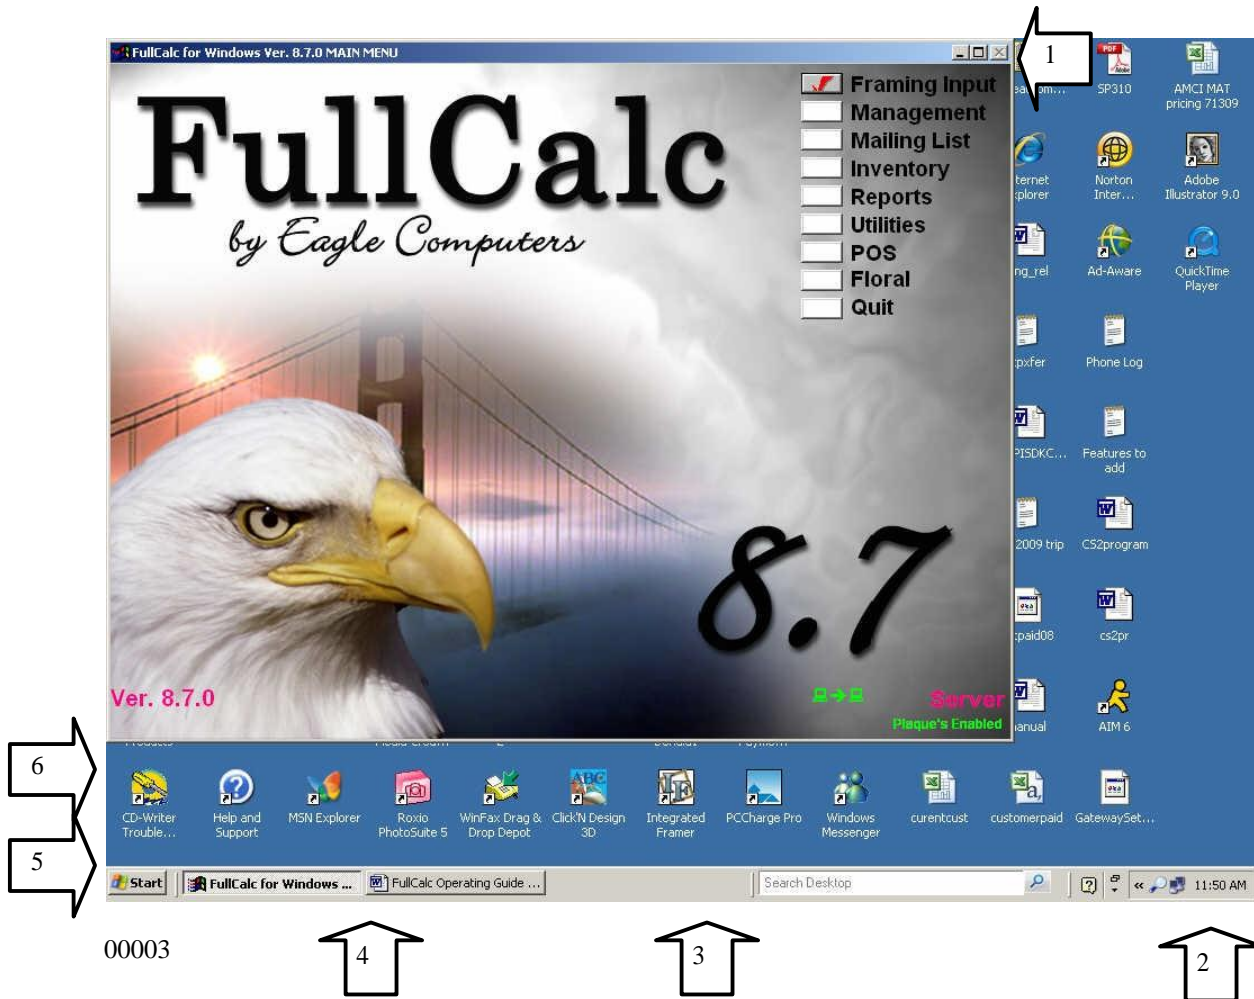 1
FullCalc for Windows Ver. 8.7.0 MAIN MENU
FullCalc
by Eagle Computers
Framing Input
Management
Mailing List
Inventory
Reports
Utilities
POS
Floral
Quit
SP310
AMCI MAT
pricing 71309
Norton
Inter...
Adobe
Illustrator 9.0
Ad-Aware
QuickTime
Player
Phone Log
Features to
add
2009 trip
CS2program
cs2pr
AIM 6
8.7
Ver. 8.7.0
Server
Plaque's Enabled
6
CD-Writer
Trouble...
Help and
Support
MSN Explorer
Roxio
PhotoSuite 5
WinFax Drag &
Drop Depot
ABC
Click'N Design
3D
Integrated
Framer
PCCharge Pro
Windows
Messenger
curentcust
customerpaid
GatewaySet...
5
Start
FullCalc for Windows ...
FullCalc Operating Guide ...
Search Desktop
11:50 AM
00003
4
3
2